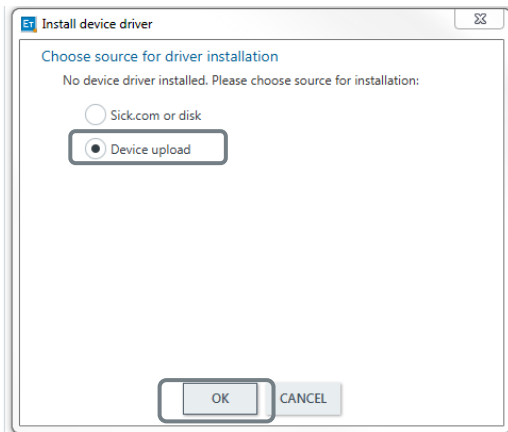 ET Install device driver
Choose source for driver installation
No device driver installed. Please choose source for installation:
Sick.com or disk
Device upload
OK CANCEL